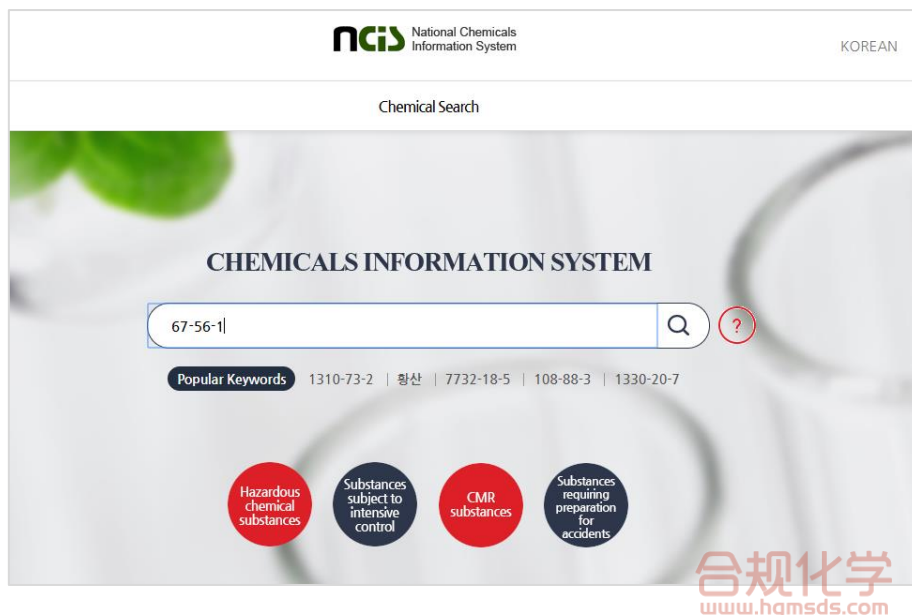 ncis National Chemicals
Information System
KOREAN
Chemical Search
CHEMICALS INFORMATION SYSTEM
67-56-1
?
Popular Keywords 1310-73-2 | 황산 | 7732-18-5 | 108-88-3 | 1330-20-7
Hazardous
chemical
substances
Substances
subject to
intensive
control
CMR
substances
Substances
requiring
preparation
for
accidents
合规化学
www.hgmsds.com